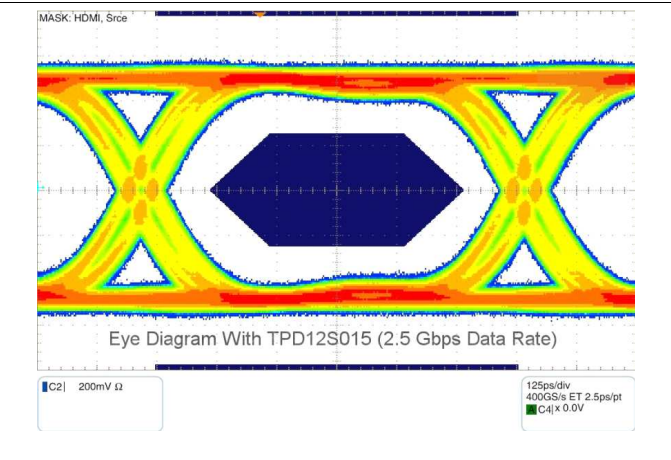 MASK: HDMI, Srce
Eye Diagram With TPD12S015 (2.5 Gbps Data Rate)
C2| 200mV Ω
125ps/div
400GS/s ET 2.5ps/pt
A C4| x 0.0V